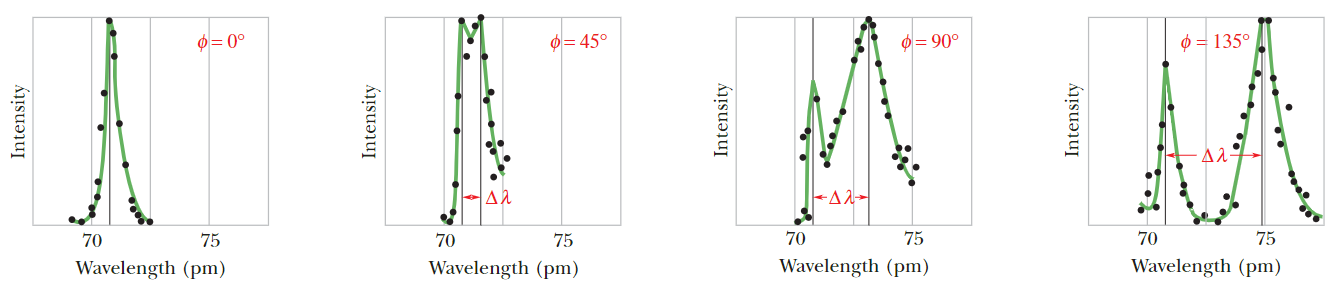 Intensity
ϕ = 0°
70 75
Wavelength (pm)
Intensity
ϕ = 45°
Δλ
70 75
Wavelength (pm)
Intensity
ϕ = 90°
Δλ
70 75
Wavelength (pm)
Intensity
ϕ = 135°
Δλ
70 75
Wavelength (pm)